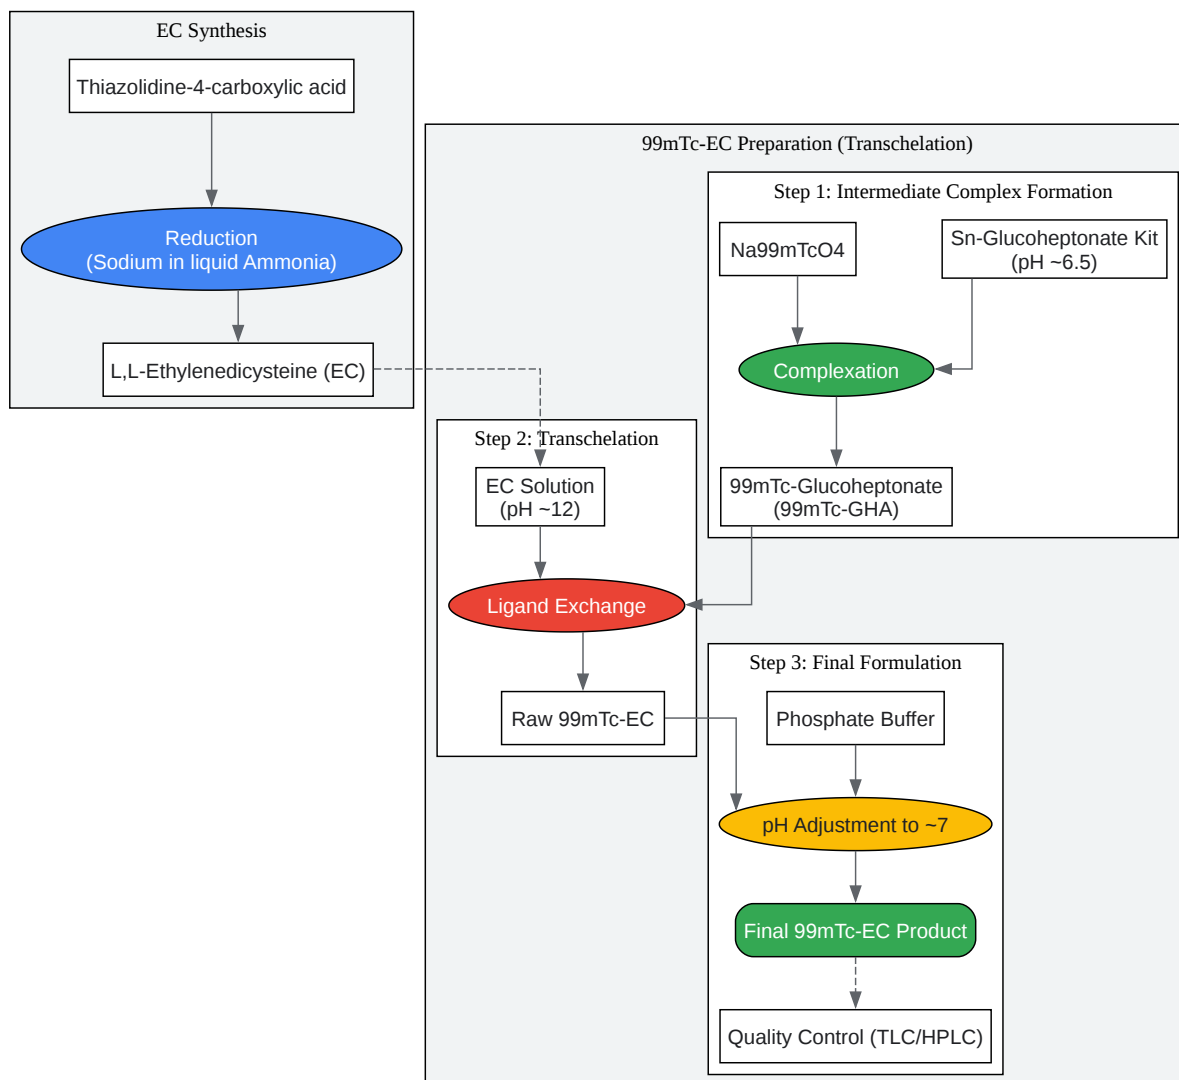 EC Synthesis
Thiazolidine-4-carboxylic acid
Reduction
(Sodium in liquid Ammonia)
L,L-Ethylenedicysteine (EC)
99mTc-EC Preparation (Transchelation)
Step 1: Intermediate Complex Formation
Na99mTcO4
Sn-Glucoheptonate Kit
(pH ~6.5)
Complexation
99mTc-Glucoheptonate
(99mTc-GHA)
Step 2: Transchelation
EC Solution
(pH ~12)
Ligand Exchange
Raw 99mTc-EC
Step 3: Final Formulation
Phosphate Buffer
pH Adjustment to ~7
Final 99mTc-EC Product
Quality Control (TLC/HPLC)